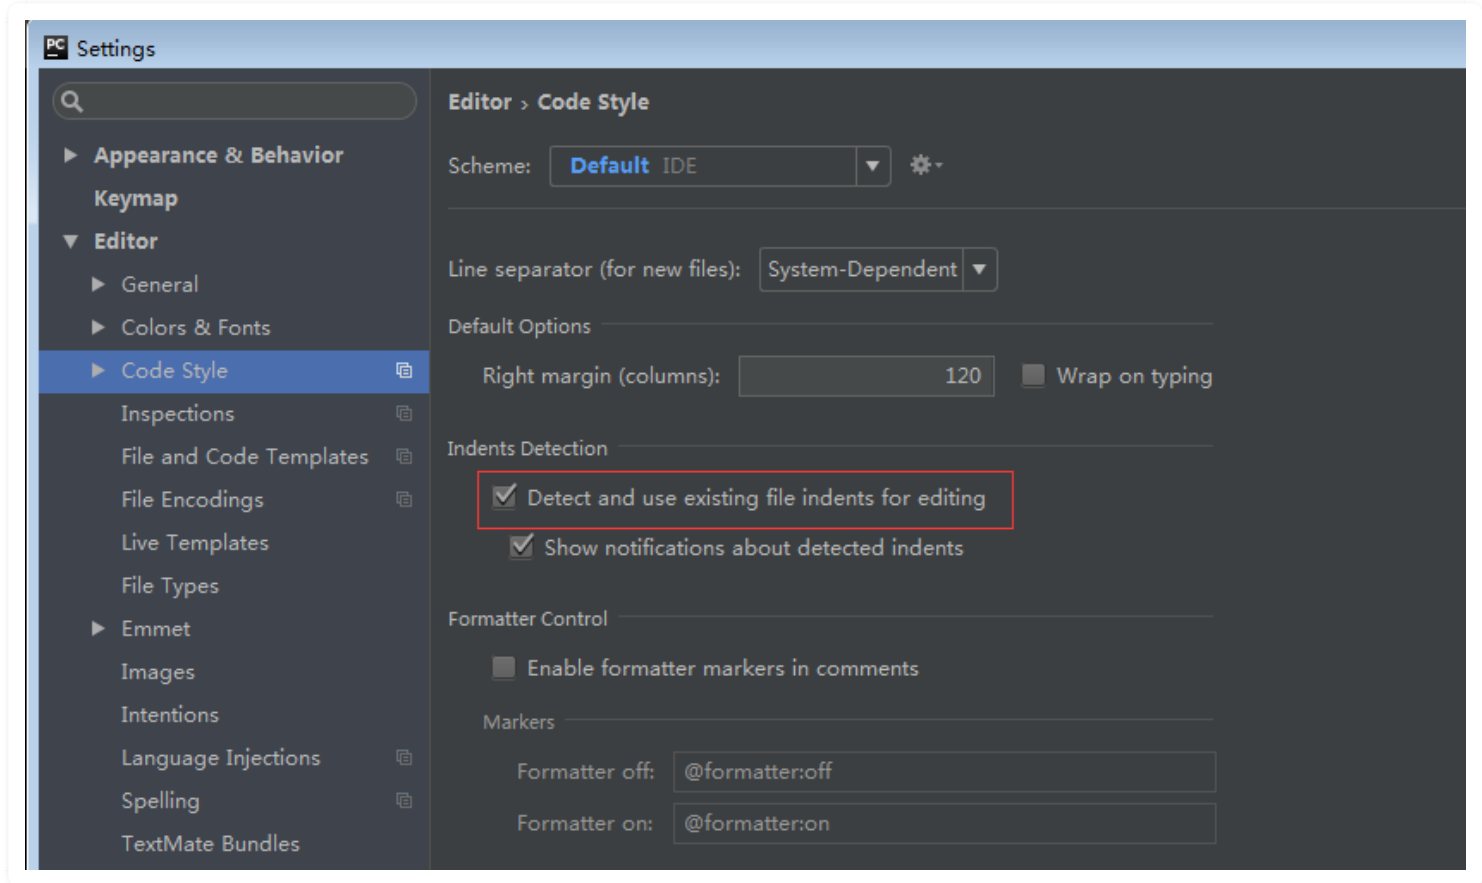 PC Settings
Appearance & Behavior
Keymap
Editor
General
Colors & Fonts
Code Style
Inspections
File and Code Templates
File Encodings
Live Templates
File Types
Emmet
Images
Intentions
Language Injections
Spelling
TextMate Bundles
Editor › Code Style
Scheme: Default IDE
Line separator (for new files): System-Dependent
Default Options
Right margin (columns): 120 Wrap on typing
Indents Detection
Detect and use existing file indents for editing
Show notifications about detected indents
Formatter Control
Enable formatter markers in comments
Markers
Formatter off: @formatter:off
Formatter on: @formatter:on